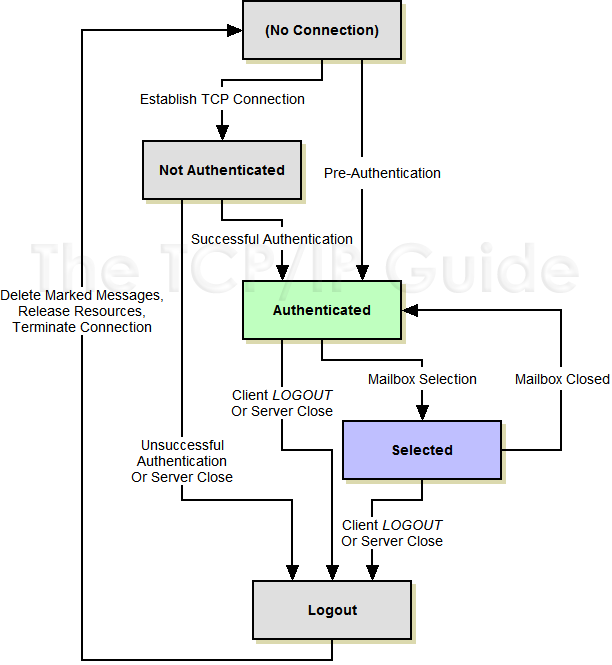 (No Connection)
Establish TCP Connection
Not Authenticated
Pre-Authentication
Successful Authentication
The TCP/IP Guide
Delete Marked Messages,
Release Resources,
Terminate Connection
Authenticated
Client LOGOUT
Or Server Close
Mailbox Selection
Mailbox Closed
Unsuccessful
Authentication
Or Server Close
Selected
Client LOGOUT
Or Server Close
Logout